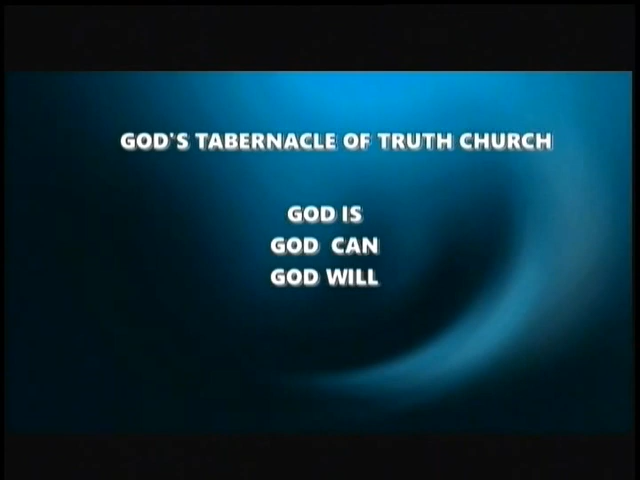 GOD'S TABERNACLE OF TRUTH CHURCH
GOD IS
GOD CAN
GOD WILL